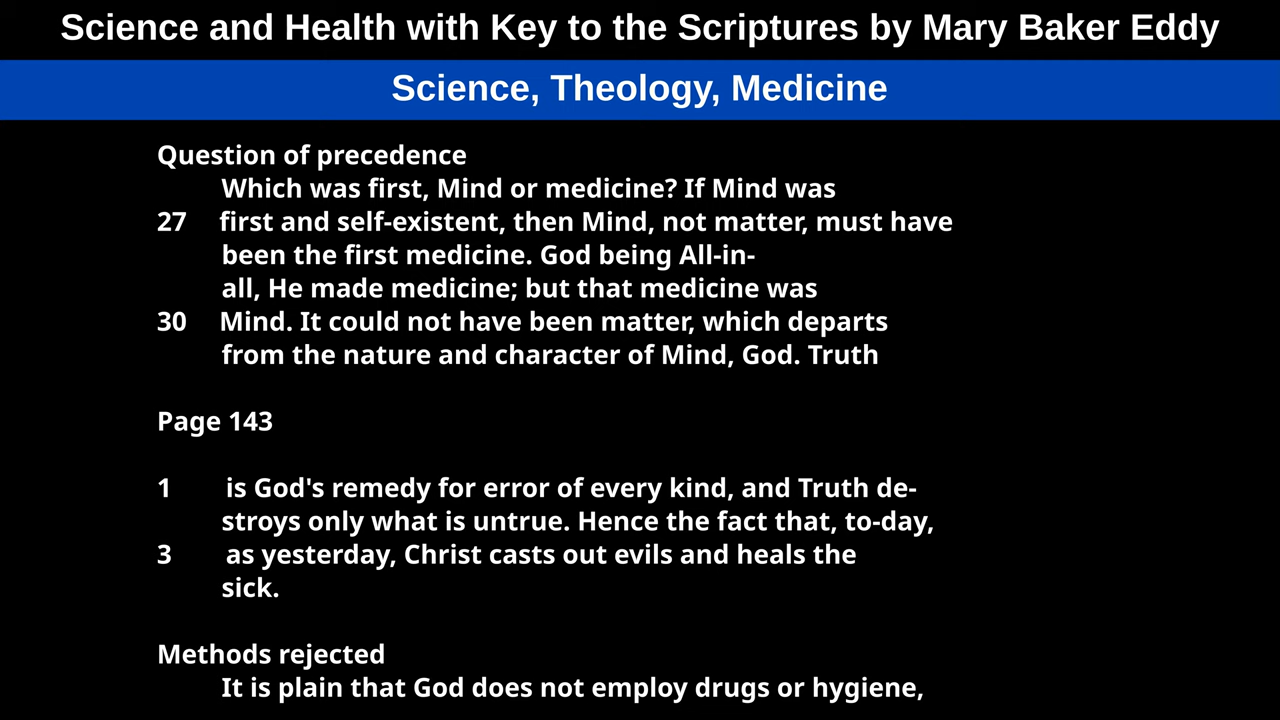 Science and Health with Key to the Scriptures by Mary Baker Eddy
Science, Theology, Medicine
Question of precedence
Which was first, Mind or medicine? If Mind was
27 first and self-existent, then Mind, not matter, must have
been the first medicine. God being All-in-
all, He made medicine; but that medicine was
30 Mind. It could not have been matter, which departs
from the nature and character of Mind, God. Truth
Page 143
1 is God's remedy for error of every kind, and Truth de-
stroys only what is untrue. Hence the fact that, to-day,
3 as yesterday, Christ casts out evils and heals the
sick.
Methods rejected
It is plain that God does not employ drugs or hygiene,